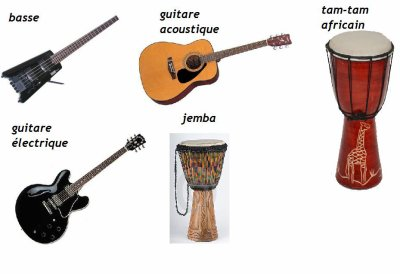 basse
guitare
acoustique
tam-tam
africain
guitare
électrique
jemba